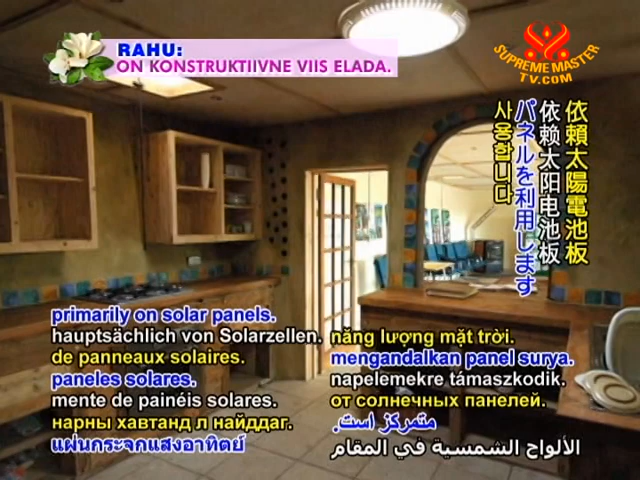 RAHU:
ON KONSTRUKTIIVNE VIIS ELADA.
SUPREME MASTER
TV.COM
依賴太陽電池板
依赖太阳电池板
パネルを利用します
사용합니다
primarily on solar panels.
hauptsächlich von Solarzellen.
de panneaux solaires.
paneles solares.
mente de painéis solares.
нарны хавтанд л найддаг.
แผ่นกระจกแสงอาทิตย์
năng lượng mặt trời.
mengandalkan panel surya.
napelemekre támaszkodik.
от солнечных панелей.
متمرکز است.
الألواح الشمسية في المقام